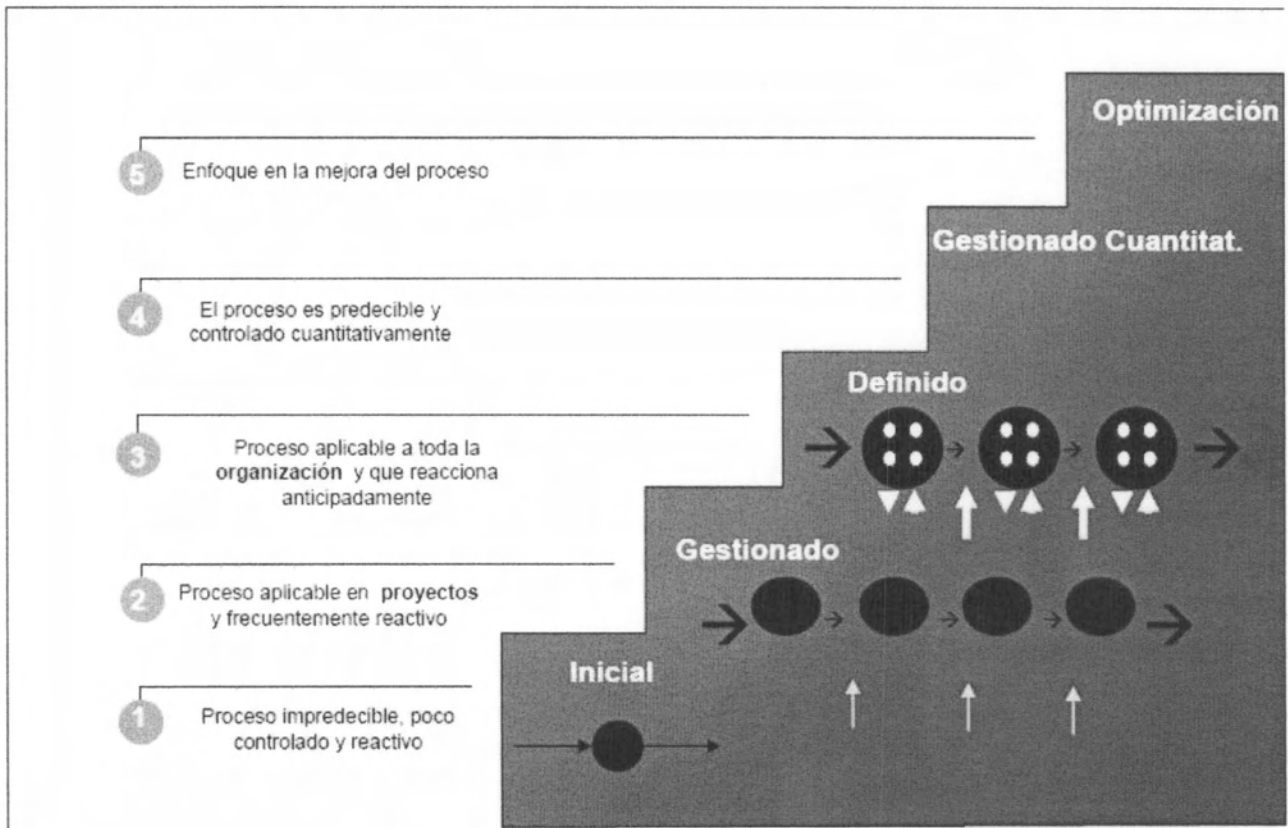 Optimización
5
Enfoque en la mejora del proceso
Gestionado Cuantitat.
4
El proceso es predecible y
controlado cuantitativamente
Definido
3
Proceso aplicable a toda la
organización y que reacciona
anticipadamente
Gestionado
2
Proceso aplicable en proyectos
y frecuentemente reactivo
Inicial
1
Proceso impredecible, poco
controlado y reactivo